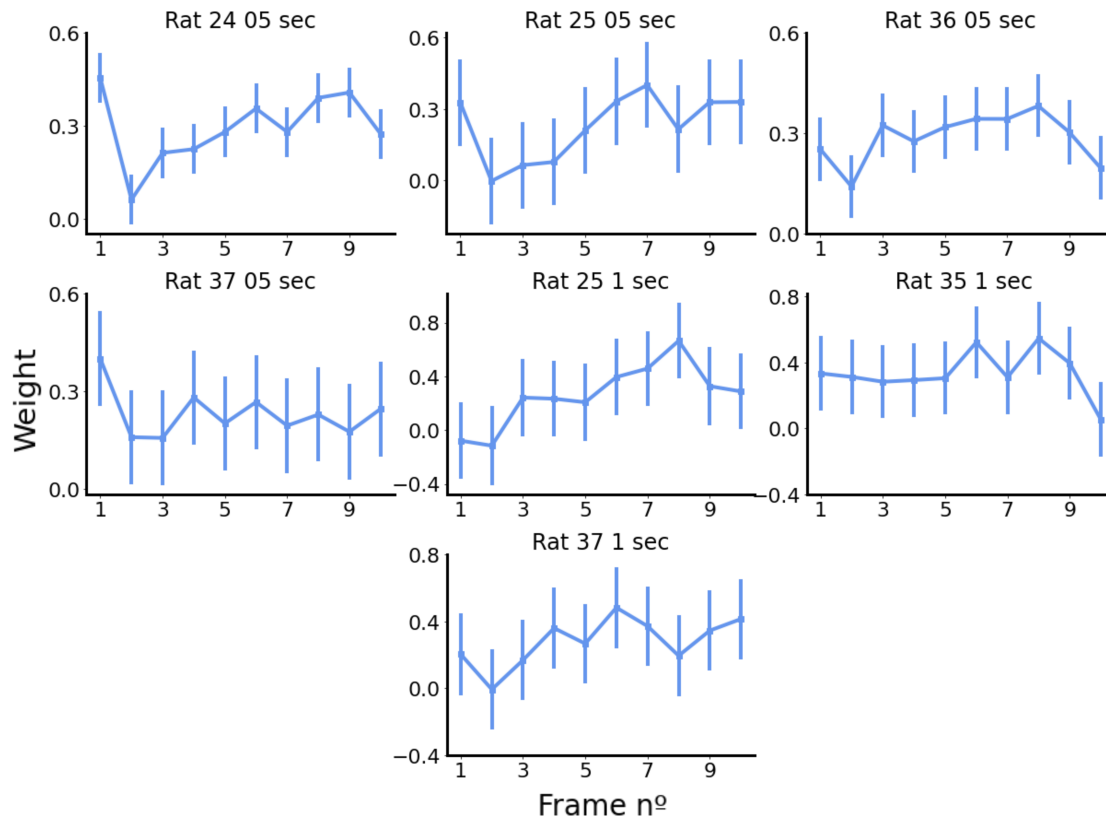 Rat 24 05 sec
Rat 25 05 sec
Rat 36 05 sec
0.6
0.3
0.0
1 3 5 7 9
0.6
0.3
0.0
1 3 5 7 9
0.6
0.3
0.0
1 3 5 7 9
Rat 37 05 sec
Rat 25 1 sec
Rat 35 1 sec
Weight
0.6
0.3
0.0
1 3 5 7 9
0.8
0.4
0.0
−0.4
1 3 5 7 9
0.8
0.4
0.0
−0.4
1 3 5 7 9
Rat 37 1 sec
0.8
0.4
0.0
−0.4
1 3 5 7 9
Frame nº